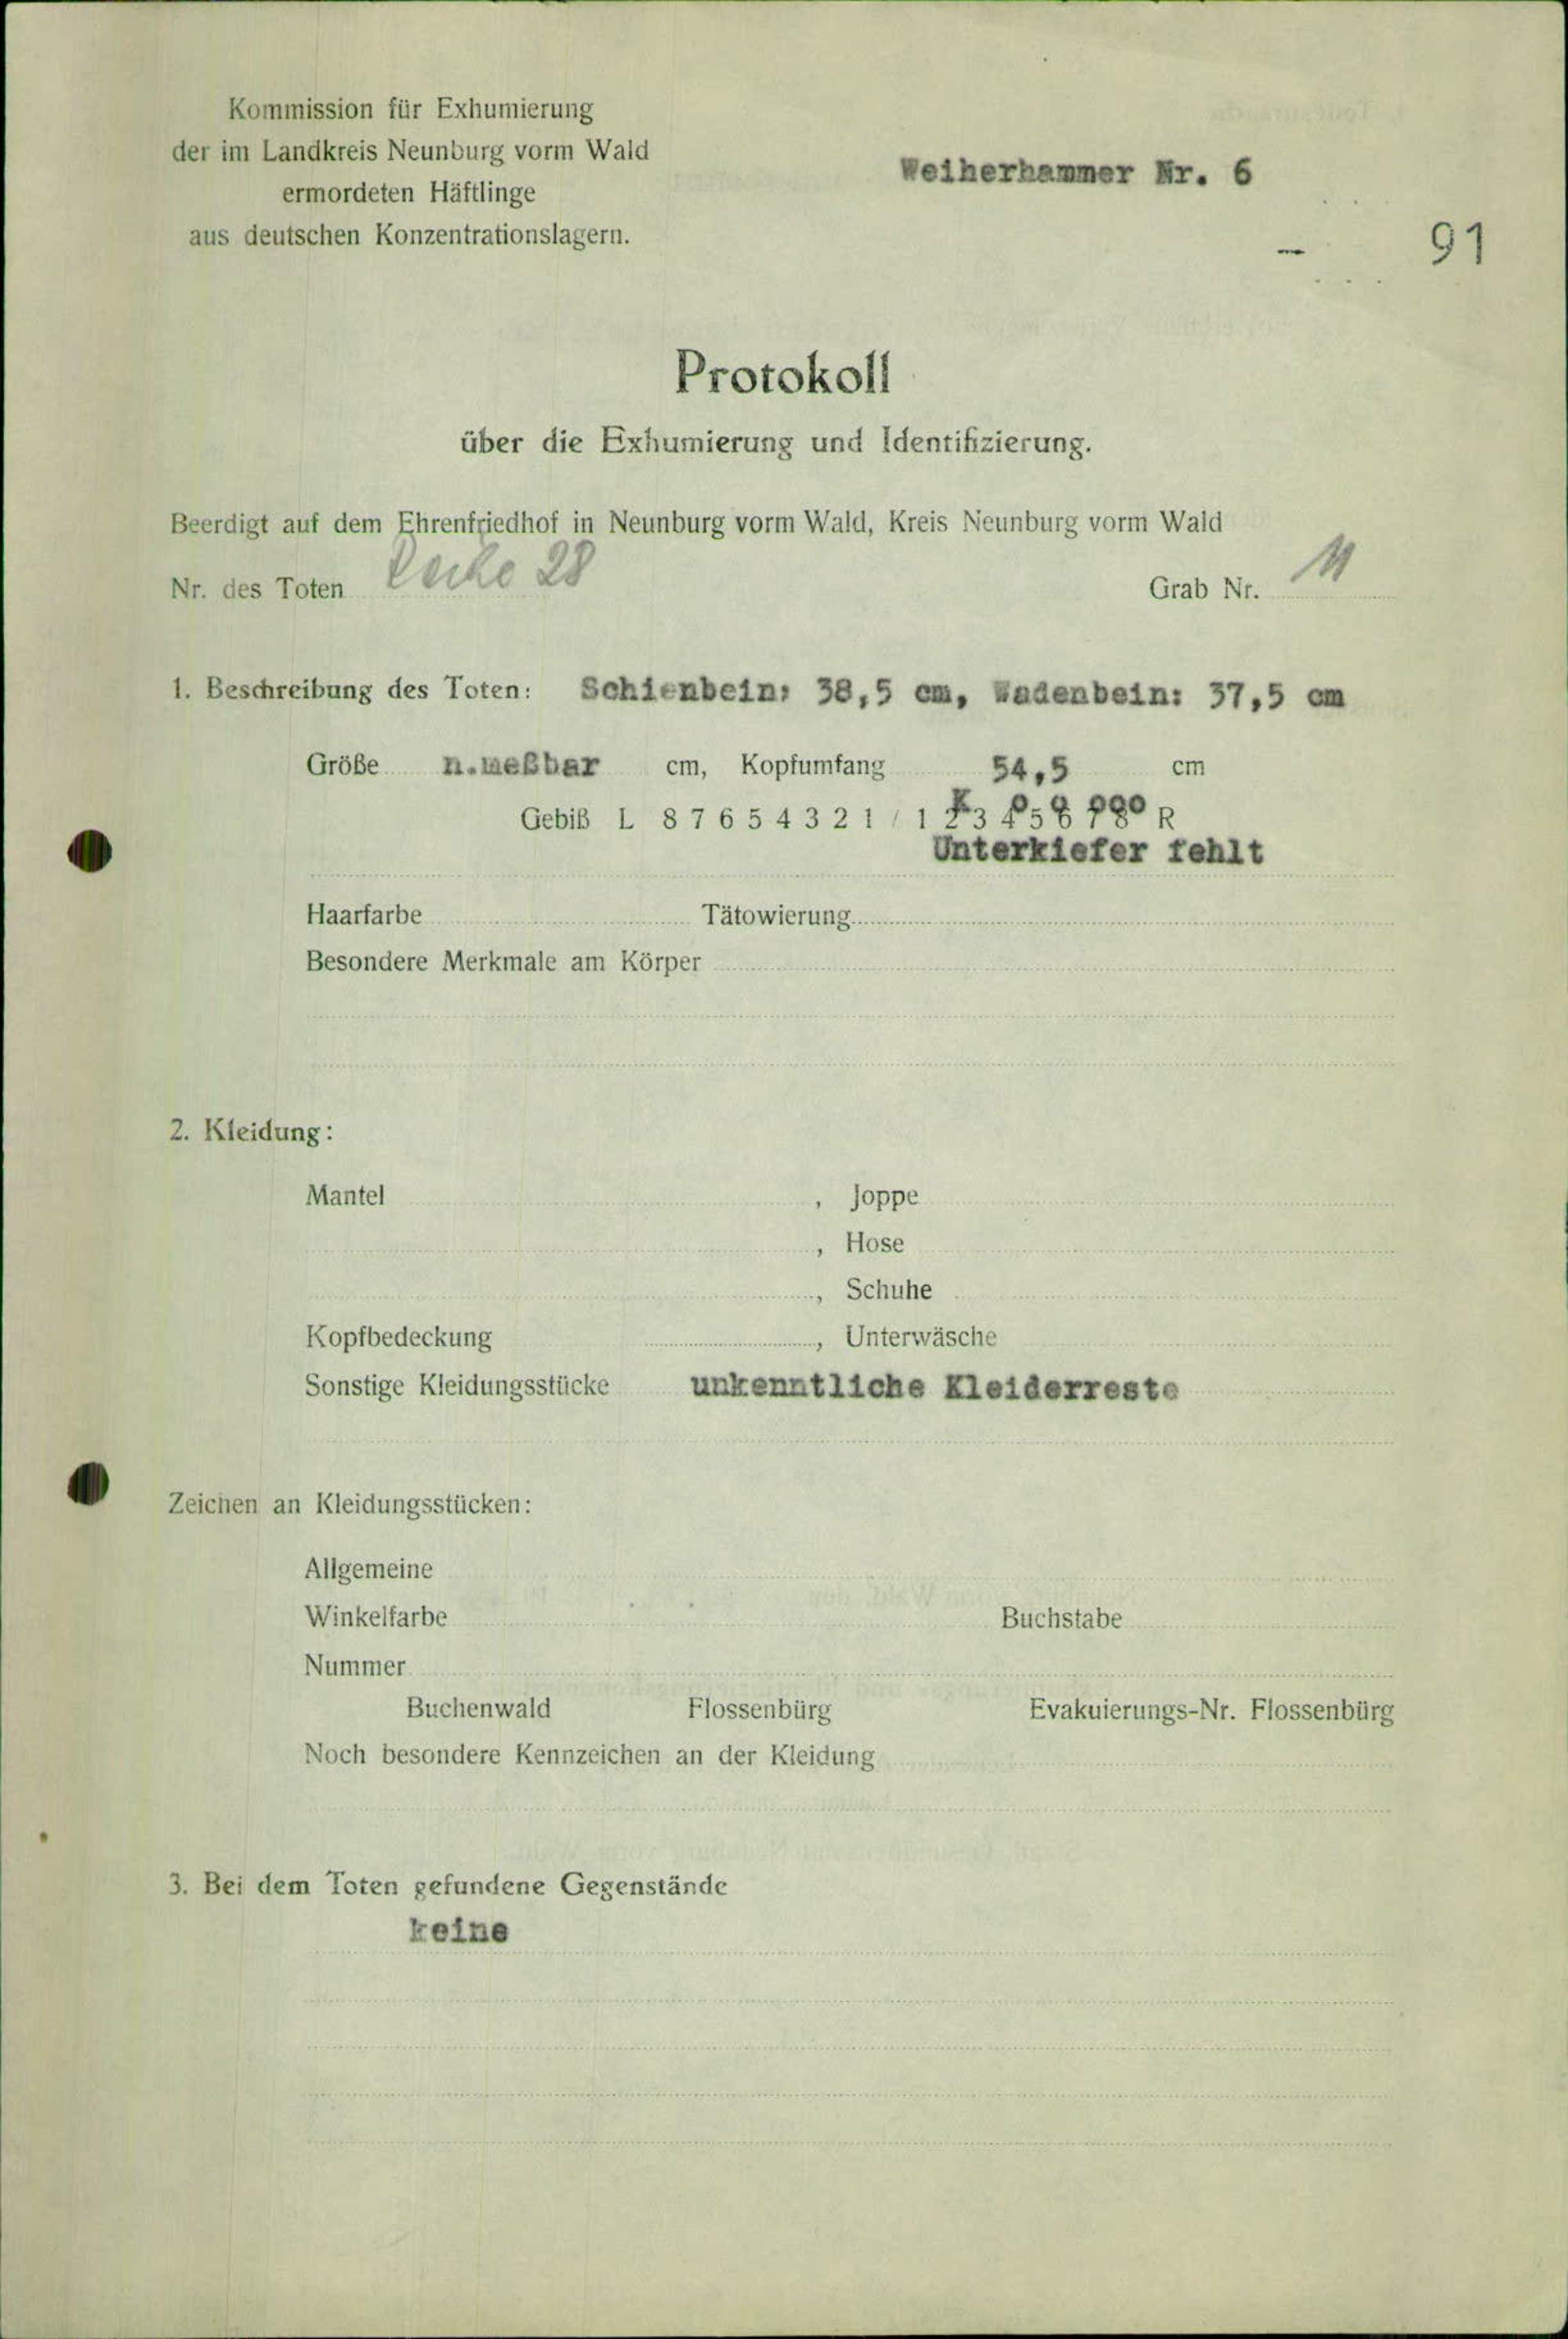 Kommission für Exhumierung
der im Landkreis Neunburg vorm Wald
ermordeten Häftlinge
aus deutschen Konzentrationslagern.
Weiherhammer Nr. 6
91
Protokoll
über die Exhumierung und Identifizierung.
Beerdigt auf dem Ehrenfriedhof in Neunburg vorm Wald, Kreis Neunburg vorm Wald
Nr. des Toten 28 Grab Nr.
1. Beschreibung des Toten: Schienbein: 38,5 cm, Wadenbein: 37,5 cm
Größe n.meßbar cm, Kopfumfang 54,5 cm
Gebiß L 8 7 6 5 4 3 2 1 / 1 2 3 4 5 6 7 8 R
Unterkiefer fehlt
Haarfarbe Tätowierung
Besondere Merkmale am Körper
2. Kleidung:
Mantel , Joppe
, Hose
, Schuhe
Kopfbedeckung , Unterwäsche
Sonstige Kleidungsstücke unkenntliche Kleiderreste
Zeichen an Kleidungsstücken:
Allgemeine
Winkelfarbe Buchstabe
Nummer
Buchenwald Flossenbürg Evakuierungs-Nr. Flossenbürg
Noch besondere Kennzeichen an der Kleidung
3. Bei dem Toten gefundene Gegenstände
keine